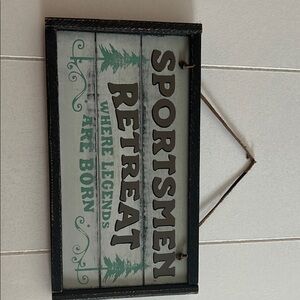 SPORTSMEN
RETREAT
WHERE LEGENDS
ARE BORN